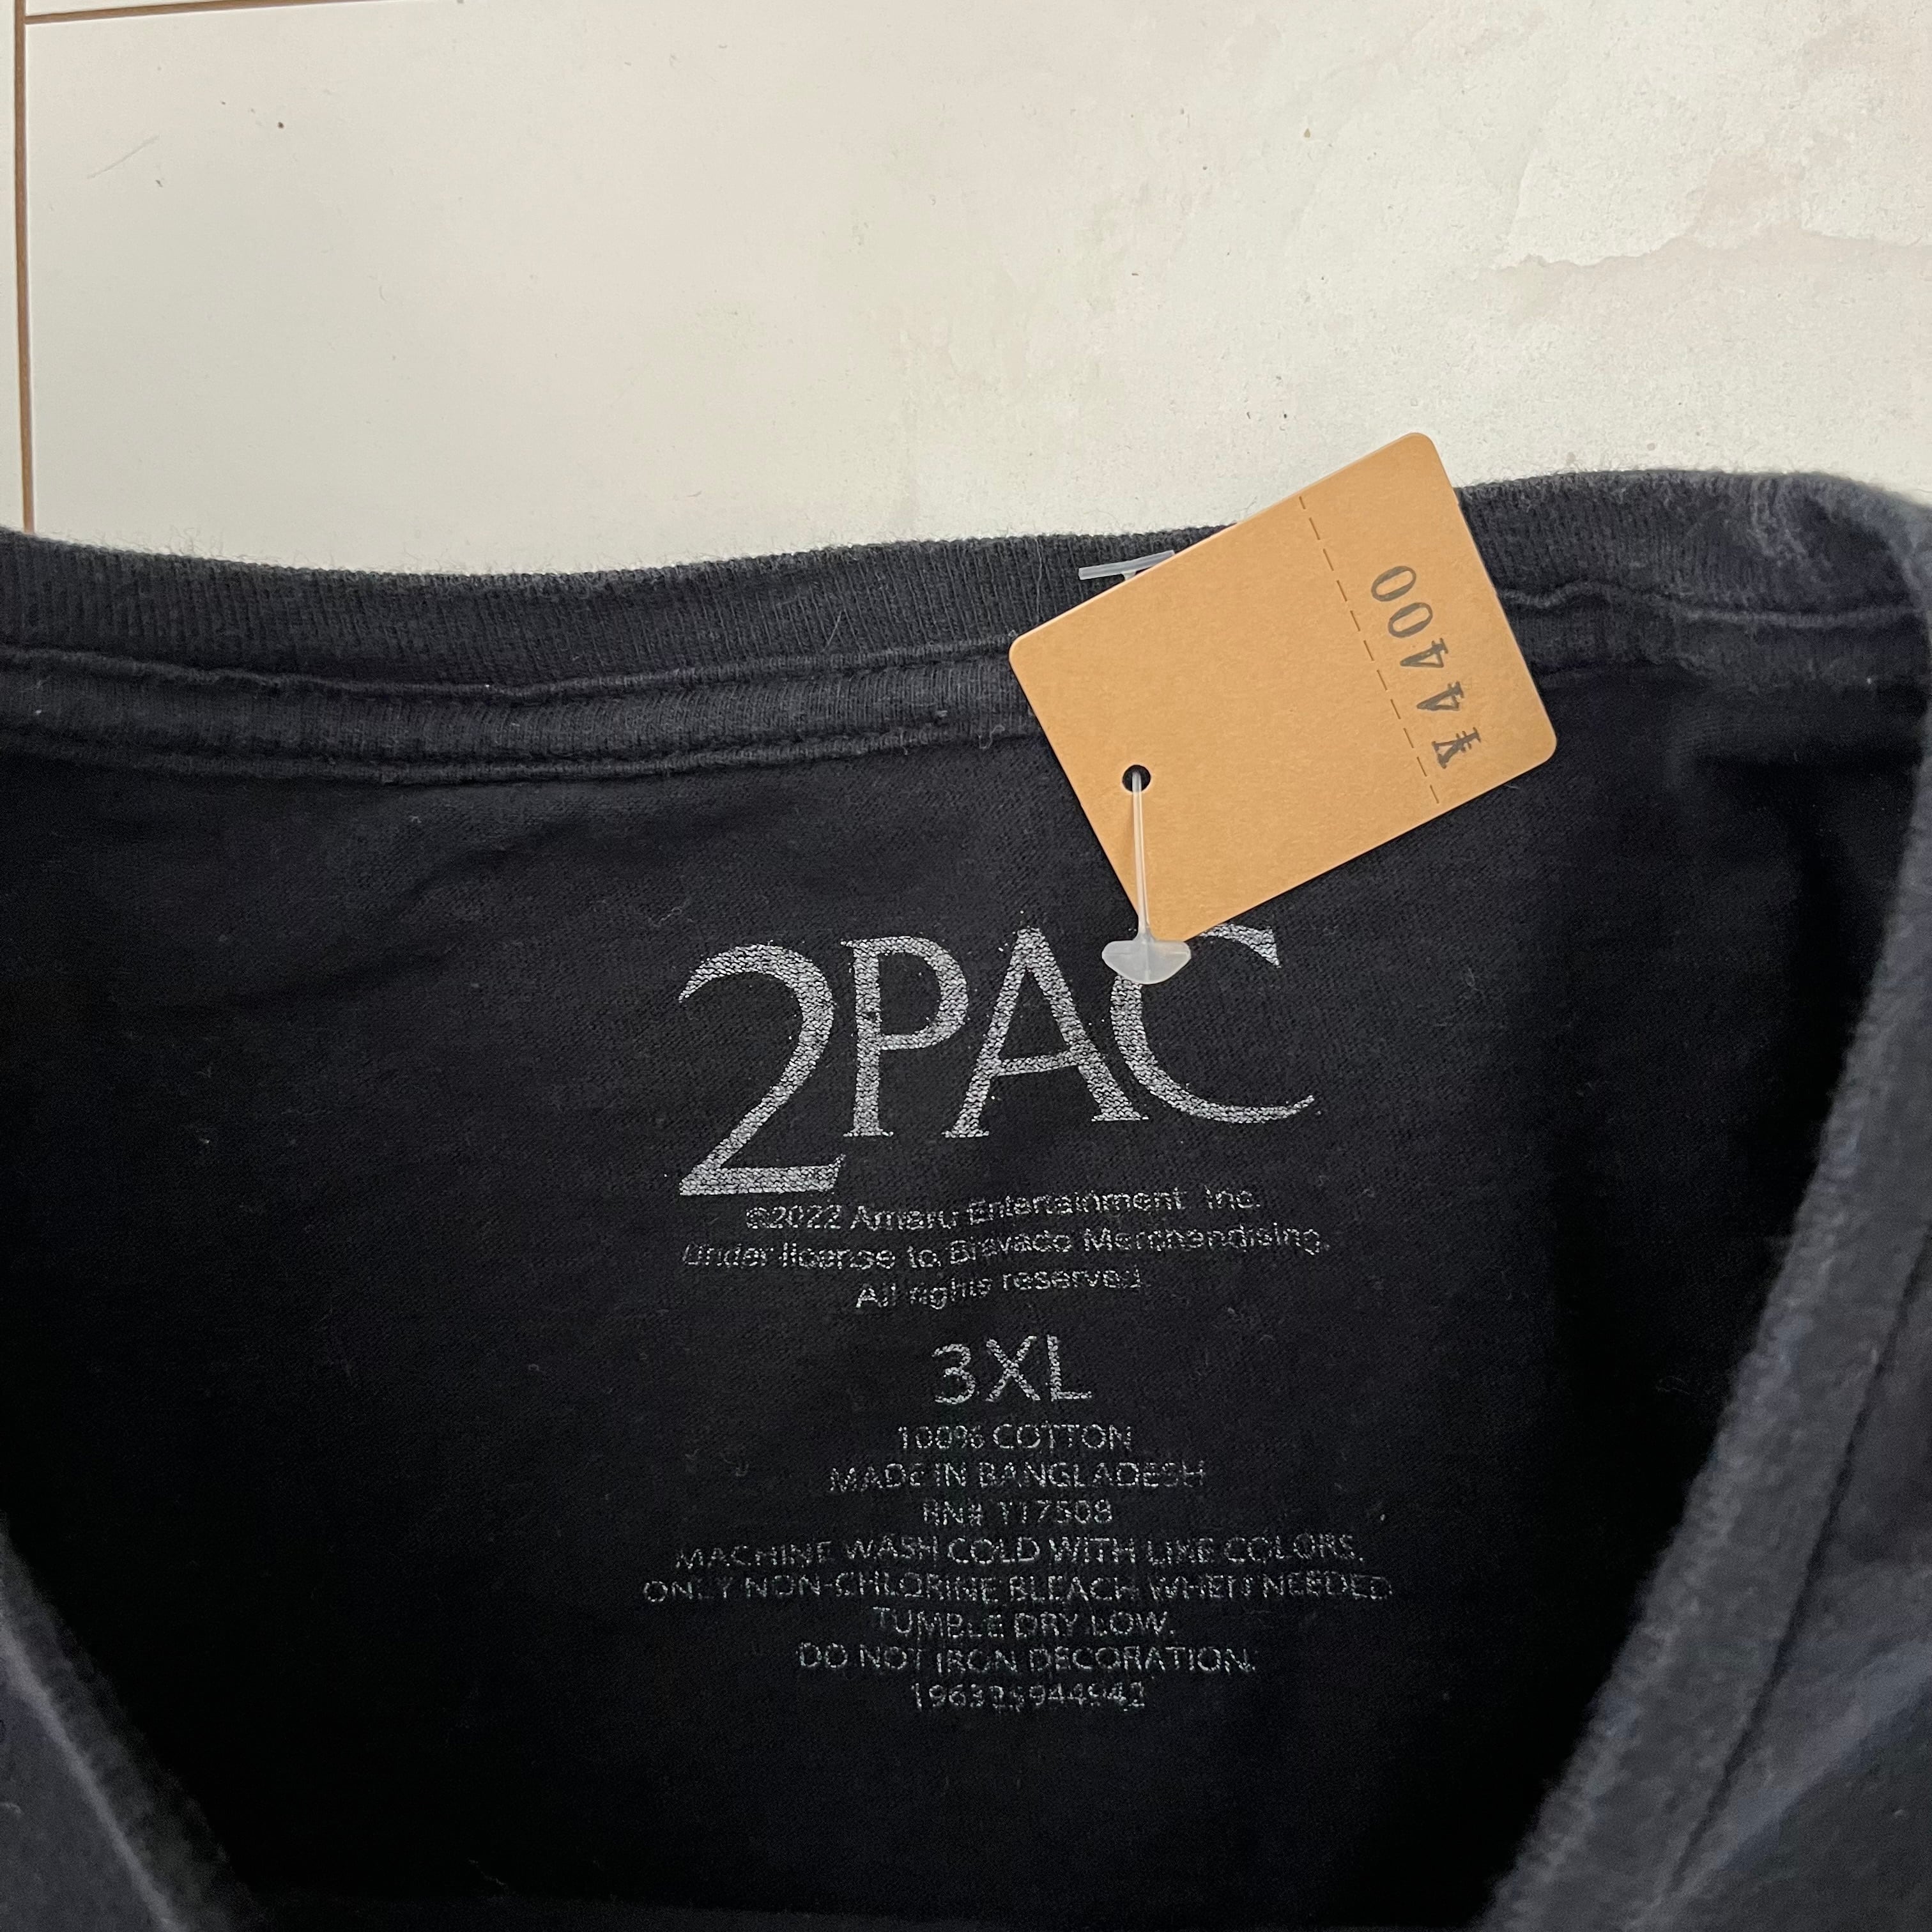 ¥4400
2PAC
©2022 Amaru Entertainment Inc.
Under license to Bravado Merchandising.
All rights reserved.
3XL
100% COTTON
MADE IN BANGLADESH
RN# 117508
MACHINE WASH COLD WITH LIKE COLORS.
ONLY NON-CHLORINE BLEACH WHEN NEEDED
TUMBLE DRY LOW.
DO NOT IRON DECORATION.